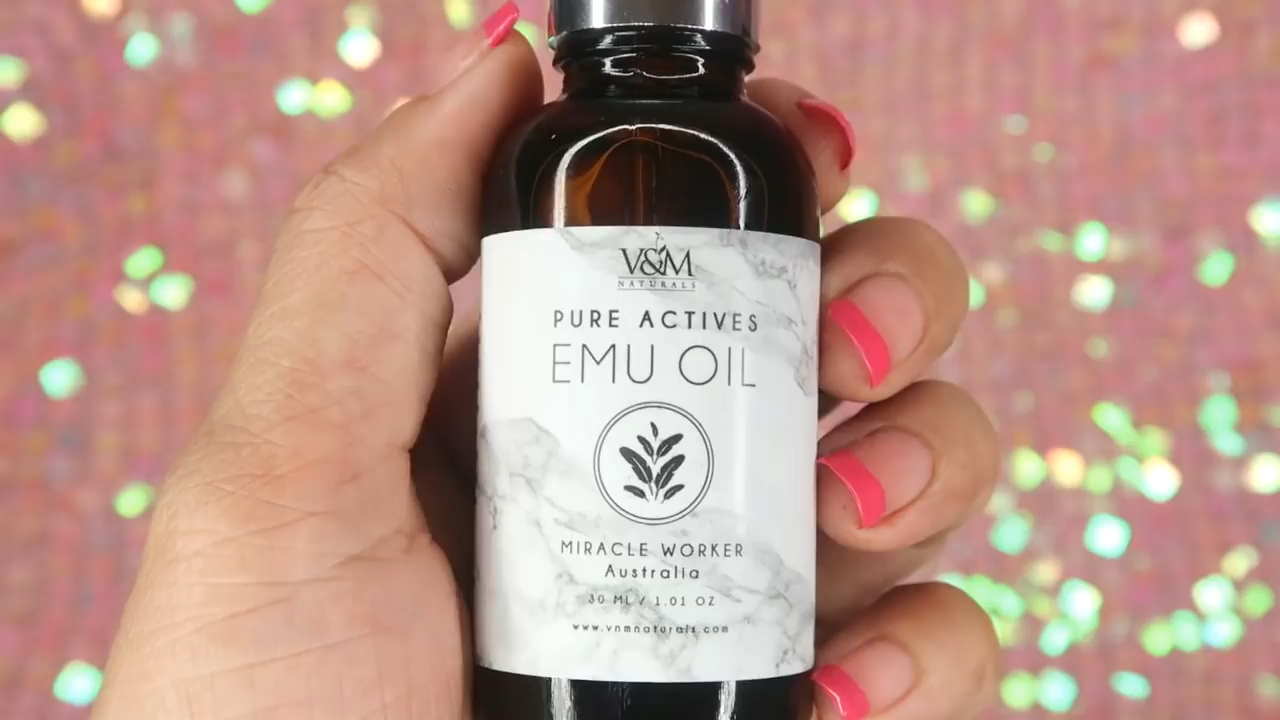 V&M
NATURALS
PURE ACTIVES
EMU OIL
MIRACLE WORKER
Australia
30 ML / 1.01 OZ
www.vnmnaturals.com